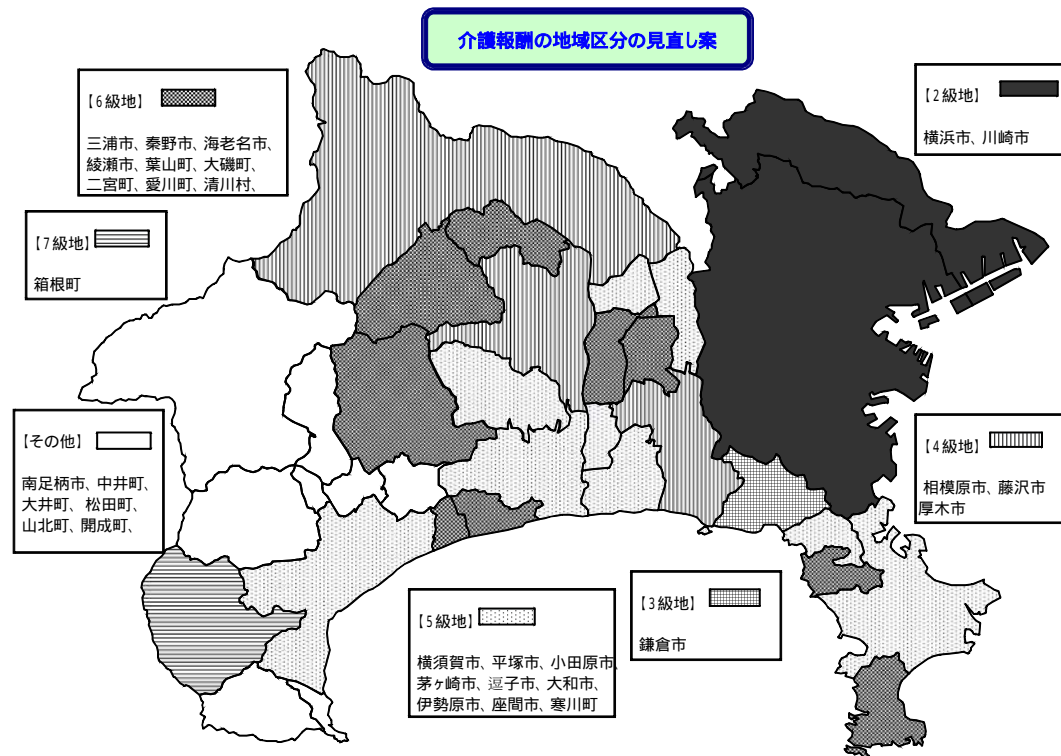 介護報酬の地域区分の見直し案
【6級地】
三浦市、秦野市、海老名市、
綾瀬市、葉山町、大磯町、
二宮町、愛川町、清川村、
【2級地】
横浜市、川崎市
【7級地】
箱根町
【その他】
南足柄市、中井町、
大井町、 松田町、
山北町、開成町、
【4級地】
相模原市、藤沢市
厚木市
【5級地】
横須賀市、平塚市、小田原市、
茅ヶ崎市、逗子市、大和市、
伊勢原市、座間市、寒川町
【3級地】
鎌倉市